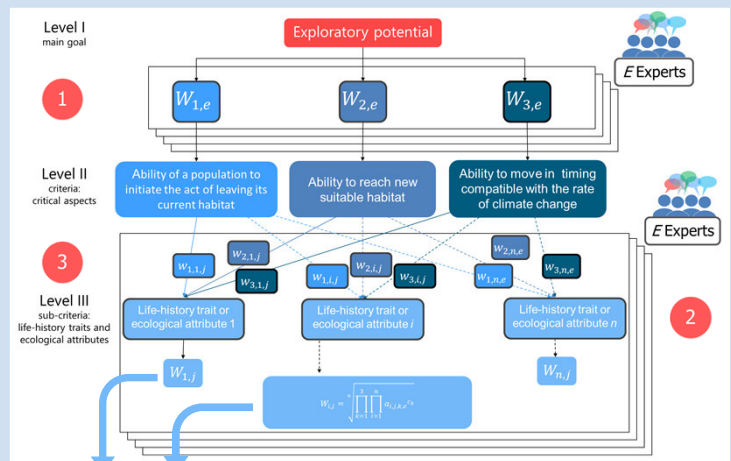 Level I
main goal
Exploratory potential
E Experts
1
W1,e
W2,e
W3,e
Level II
criteria:
critical aspects
Ability of a population to
initiate the act of leaving its
current habitat
Ability to reach new
suitable habitat
Ability to move in timing
compatible with the rate
of climate change
E Experts
3
w1,1,j
w2,1,j
w3,1,j
w1,i,j
w2,i,j
w3,i,j
w2,n,e
w1,n,e
w3,n,e
Level III
sub-criteria:
life-history traits and
ecological attributes
Life-history trait or
ecological attribute 1
Life-history trait or
ecological attribute i
Life-history trait or
ecological attribute n
2
W1,j
Wn,j